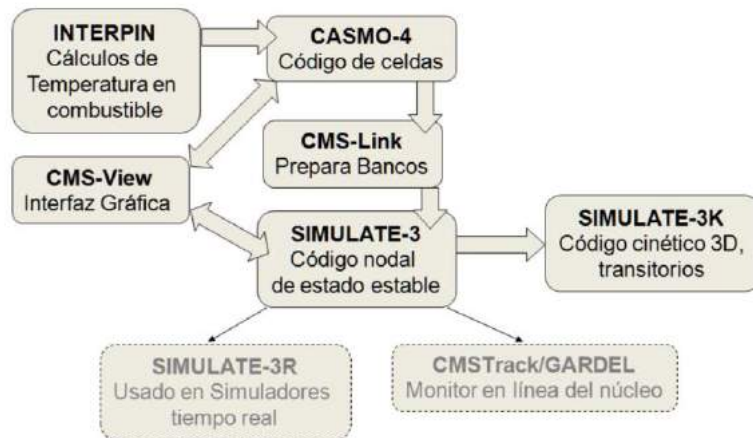 INTERPIN
Cálculos de
Temperatura en
combustible
CASMO-4
Código de celdas
CMS-Link
Prepara Bancos
CMS-View
Interfaz Gráfica
SIMULATE-3
Código nodal
de estado estable
SIMULATE-3K
Código cinético 3D,
transitorios
SIMULATE-3R
Usado en Simuladores
tiempo real
CMSTrack/GARDEL
Monitor en línea del núcleo